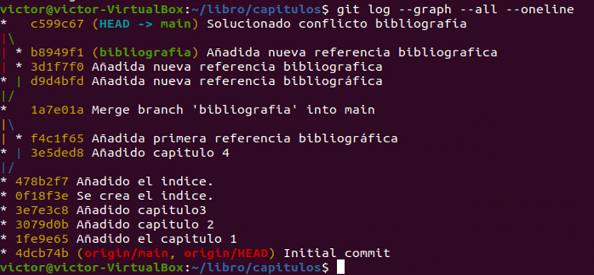 victor@victor-VirtualBox:~/libro/capitulos$ git log --graph --all --oneline
*   c599c67 (HEAD -> main) Solucionado conflicto bibliografia
|\
| * b8949f1 (bibliografia) Añadida nueva referencia bibliografica
| * 3d1f7f0 Añadida nueva referencia bibliografica
* | d9d4bfd Añadida nueva referencia bibliográfica
|/
*   1a7e01a Merge branch 'bibliografia' into main
|\
| * f4c1f65 Añadida primera referencia bibliográfica
* | 3e5ded8 Añadido capitulo 4
|/
* 478b2f7 Añadido el indice.
* 0f18f3e Se crea el indice.
* 3e7e3c8 Añadido capitulo3
* 3079d0b Añadido capitulo 2
* 1fe9e65 Añadido el capitulo 1
* 4dcb74b (origin/main, origin/HEAD) Initial commit
victor@victor-VirtualBox:~/libro/capitulos$